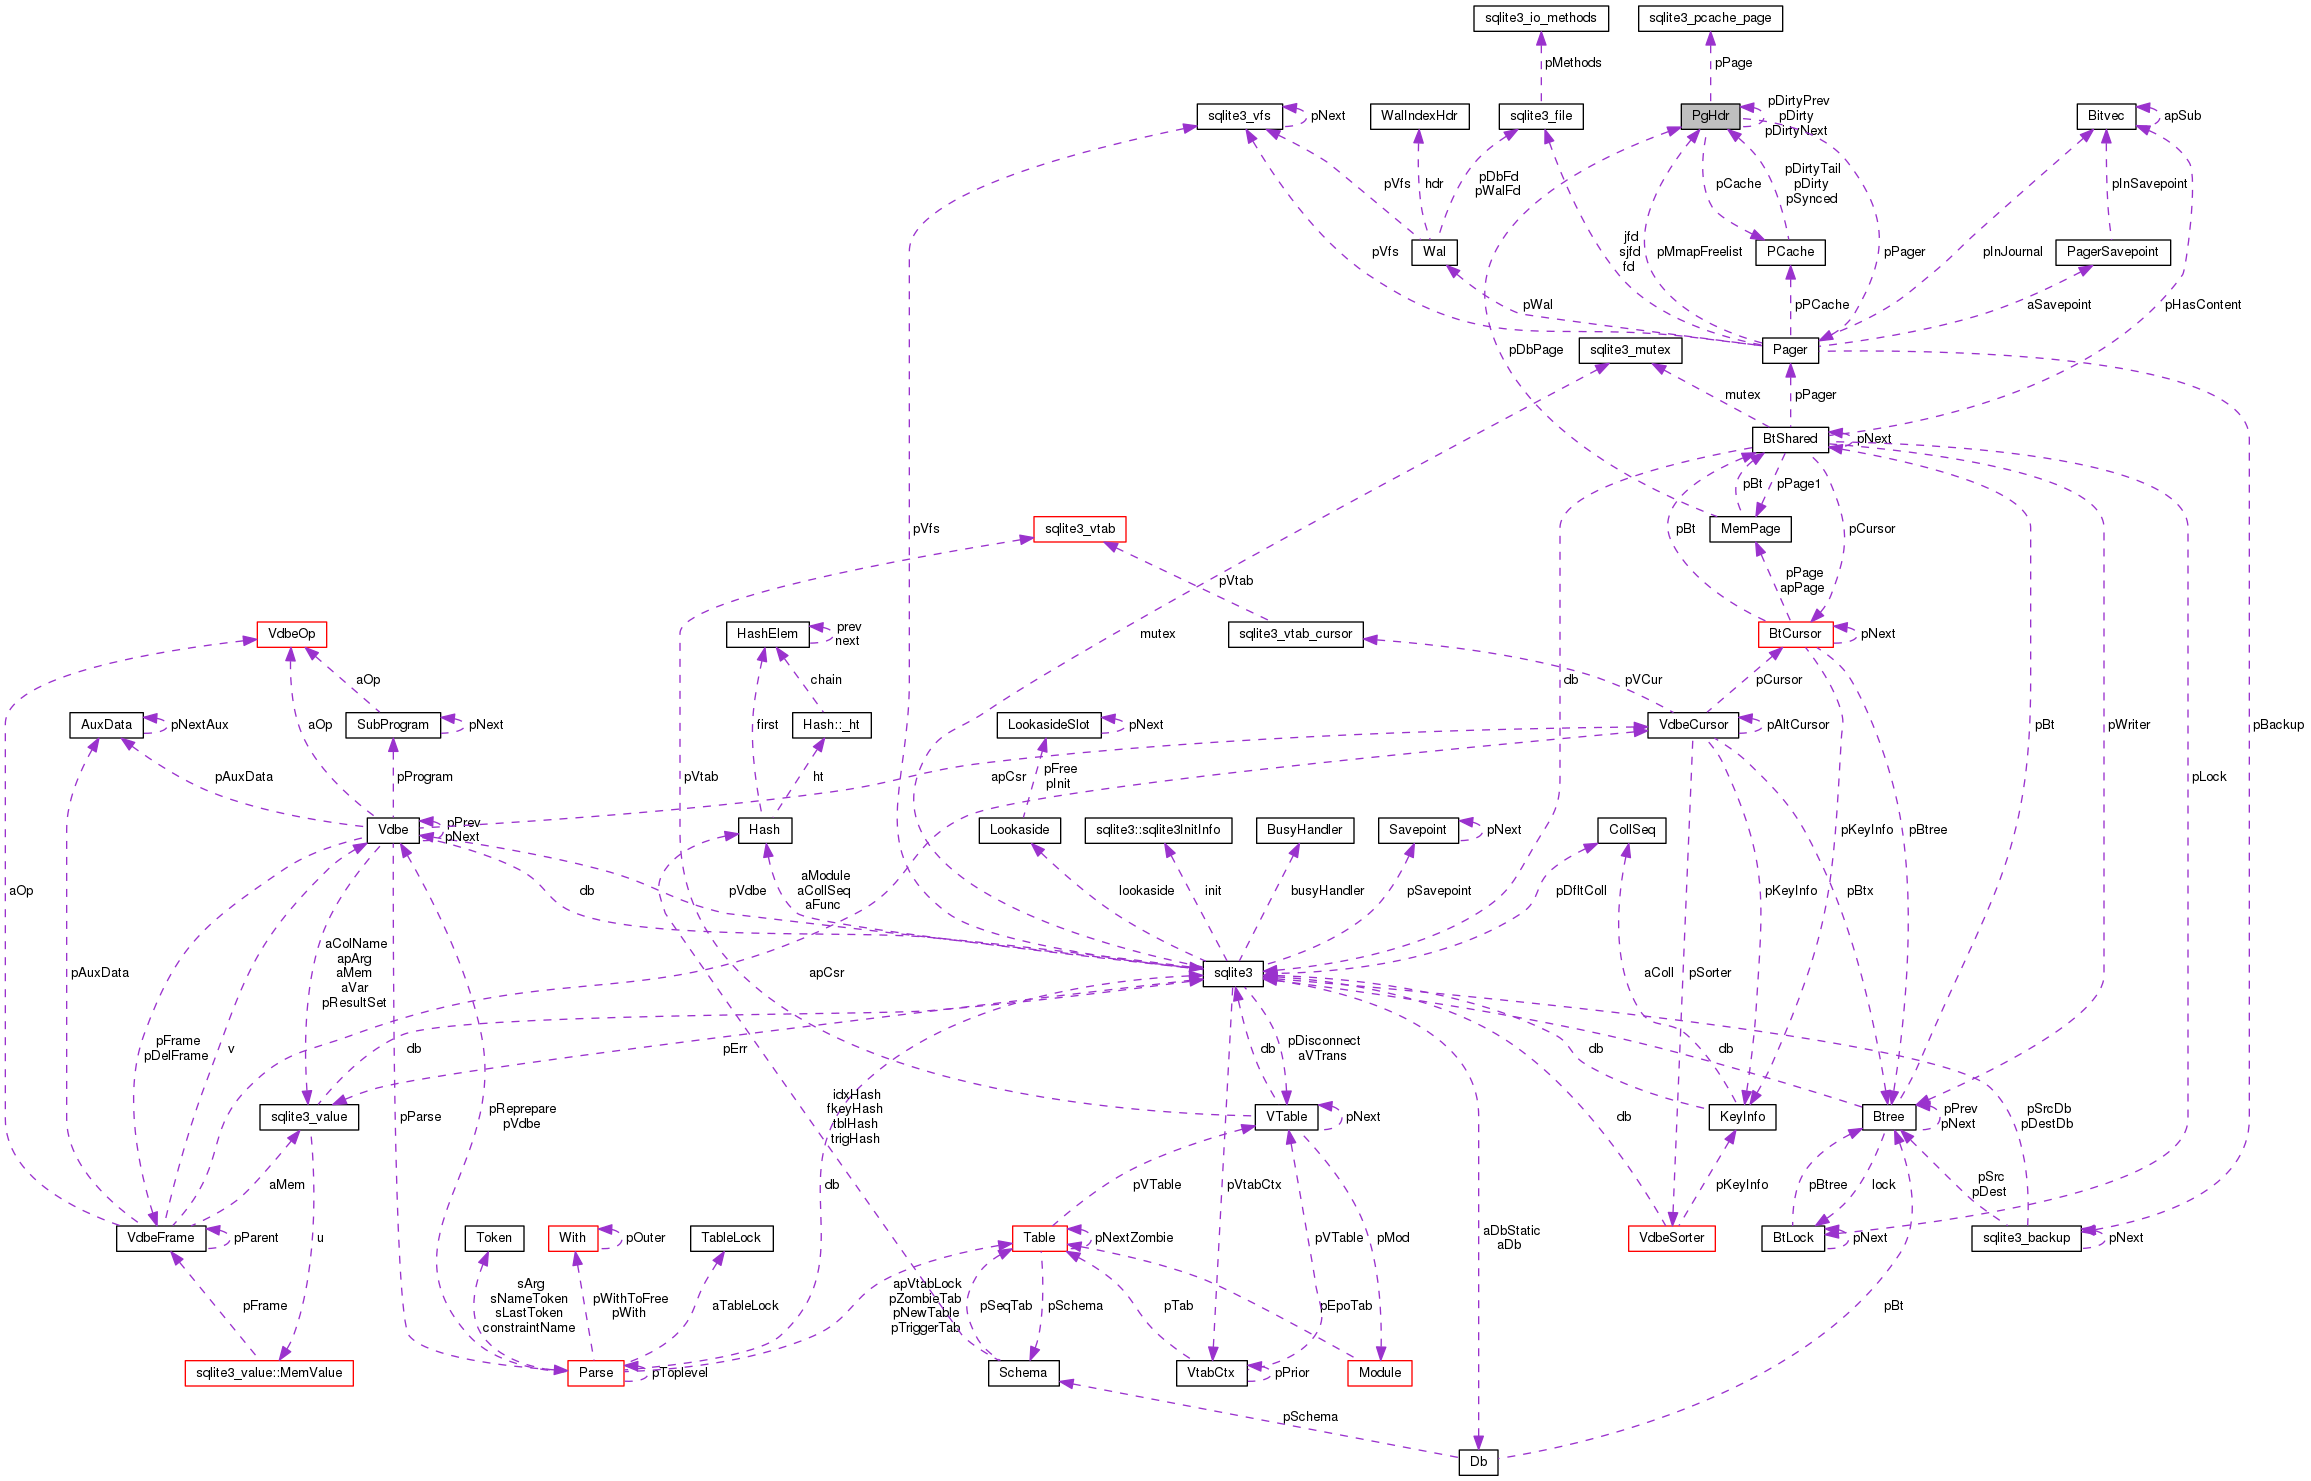 sqlite3_io_methods
sqlite3_pcache_page
pMethods
pPage
sqlite3_vfs
pNext
WalIndexHdr
sqlite3_file
PgHdr
pDirtyPrev
pDirty
pDirtyNext
Bitvec
apSub
pVfs
hdr
pDbFd
pWalFd
pCache
pDirtyTail
pDirty
pSynced
pInSavepoint
pVfs
Wal
jfd
sjfd
fd
pMmapFreelist
PCache
pPager
pInJournal
PagerSavepoint
pWal
pPCache
aSavepoint
pHasContent
pDbPage
sqlite3_mutex
Pager
mutex
pPager
BtShared
pNext
pBt
pPage1
pVfs
sqlite3_vtab
pBt
MemPage
pCursor
pVtab
pPage
apPage
VdbeOp
HashElem
prev
next
mutex
sqlite3_vtab_cursor
BtCursor
pNext
aOp
chain
pVCur
db
pCursor
AuxData
pNextAux
aOp
SubProgram
pNext
first
Hash::_ht
LookasideSlot
pNext
VdbeCursor
pAltCursor
pBt
pWriter
pBackup
pAuxData
pProgram
pVtab
ht
apCsr
pFree
pInit
pLock
Vdbe
pPrev
pNext
Hash
Lookaside
sqlite3::sqlite3InitInfo
BusyHandler
Savepoint
pNext
CollSeq
pKeyInfo
pBtree
aOp
db
pVdbe
aModule
aCollSeq
aFunc
lookaside
init
busyHandler
pSavepoint
pDfltColl
pKeyInfo
pBtx
pAuxData
aColName
apArg
aMem
aVar
pResultSet
apCsr
sqlite3
aColl
pSorter
pFrame
pDelFrame
v
db
pErr
db
pDisconnect
aVTrans
db
db
idxHash
fkeyHash
tblHash
trigHash
sqlite3_value
pParse
pReprepare
pVdbe
VTable
pNext
db
KeyInfo
Btree
pPrev
pNext
pSrcDb
pDestDb
aMem
db
pVTable
pVtabCtx
pKeyInfo
pBtree
lock
pSrc
pDest
VdbeFrame
pParent
u
Token
With
pOuter
TableLock
Table
pNextZombie
pVTable
pMod
aDbStatic
aDb
VdbeSorter
BtLock
pNext
sqlite3_backup
pNext
pFrame
sArg
sNameToken
sLastToken
constraintName
pWithToFree
pWith
aTableLock
apVtabLock
pZombieTab
pNewTable
pTriggerTab
pSeqTab
pSchema
pTab
pEpoTab
pBt
sqlite3_value::MemValue
Parse
pToplevel
Schema
VtabCtx
pPrior
Module
pSchema
Db